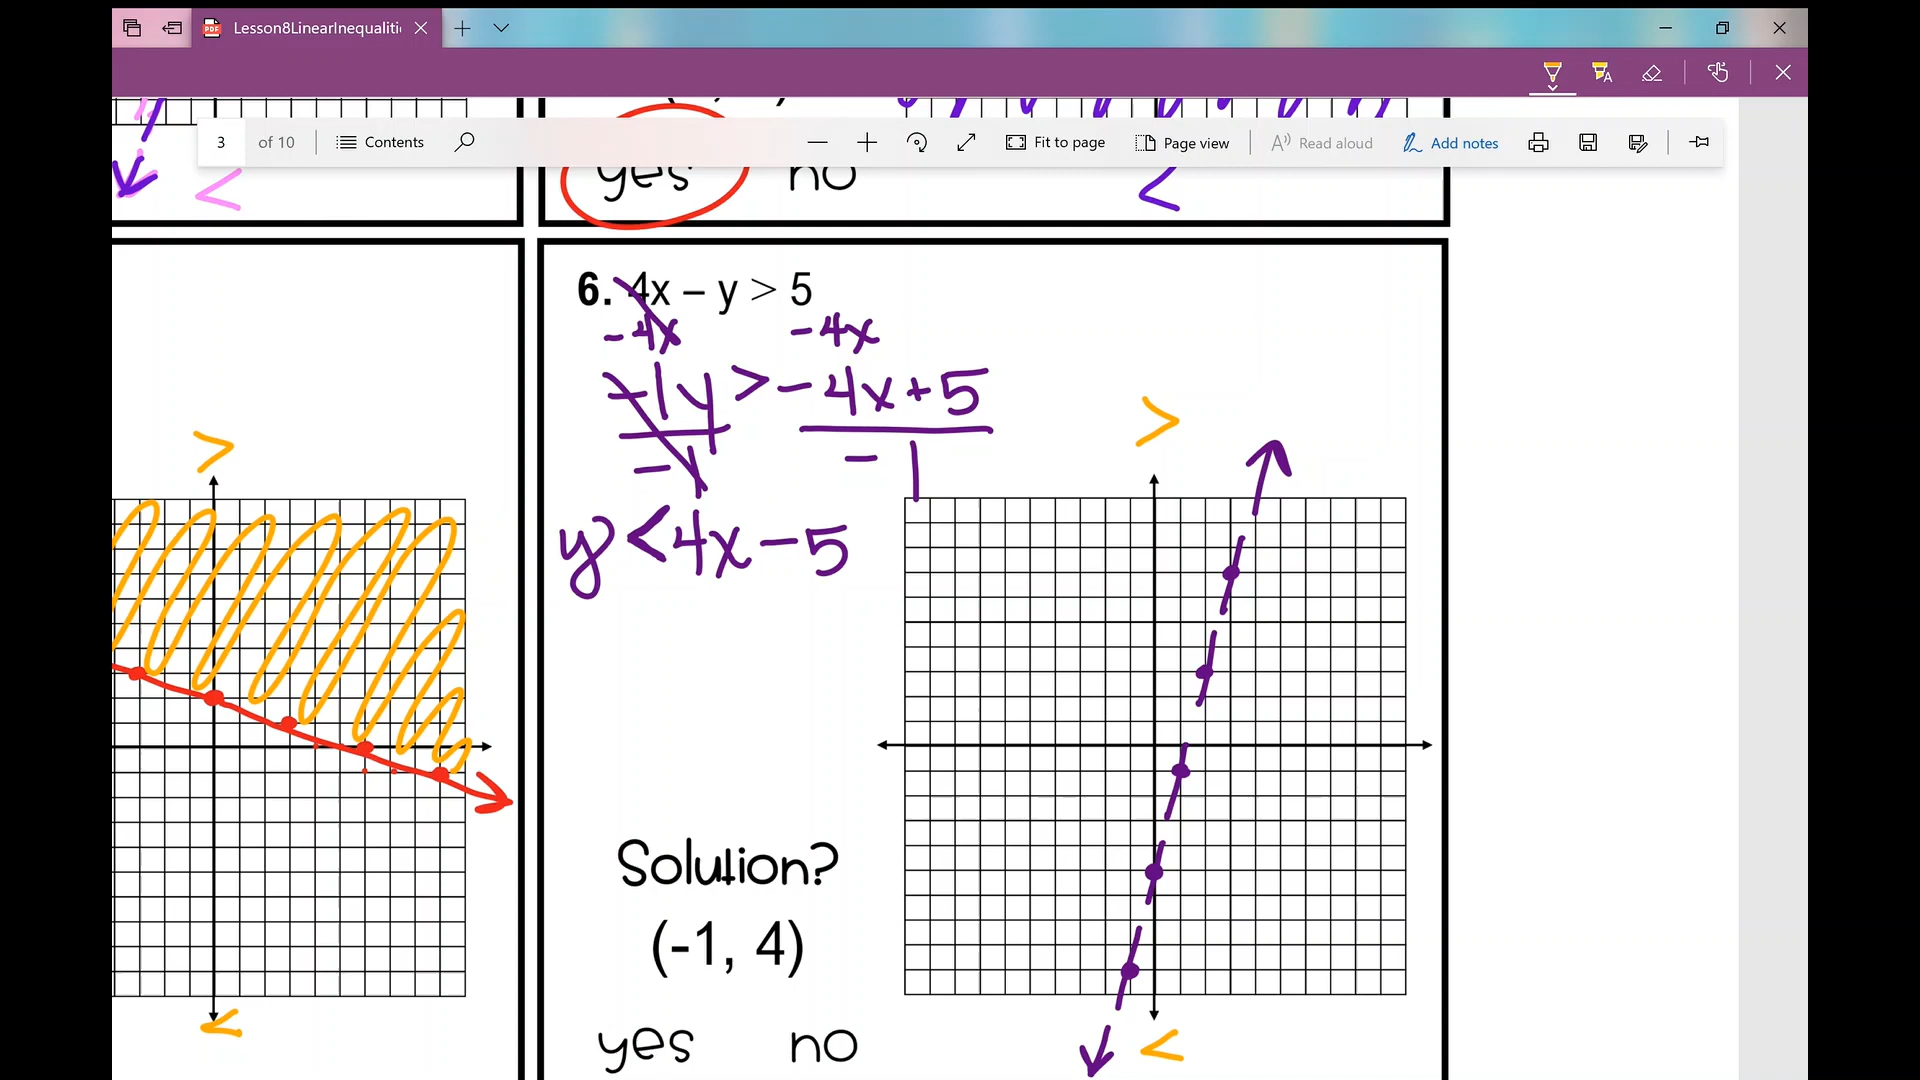 Lesson8LinearInequaliti
3 of 10 Contents Fit to page Page view Read aloud Add notes
yes no
< <
6. 4x – y > 5
-4x -4x
-1y > -4x+5
-1 -1
y < 4x - 5
> >
Solution?
(-1, 4)
yes no
< <